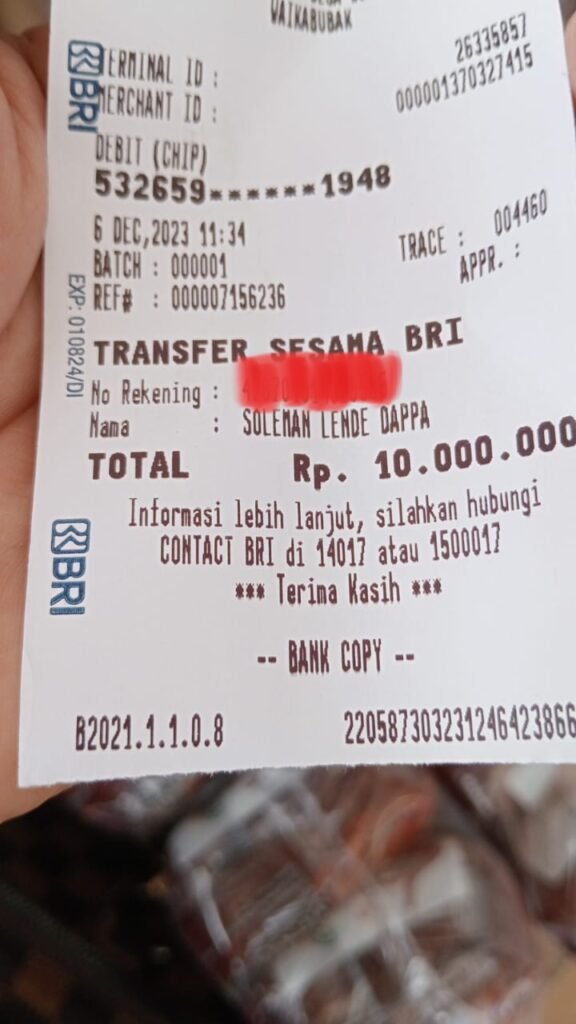 WAIKABUBAK
TERMINAL ID : 26335857
MERCHANT ID : 000001370327415
DEBIT (CHIP)
532659******1948
6 DEC,2023 11:34 TRACE : 004460
BATCH : 000001 APPR. :
REF# : 000007156236
TRANSFER SESAMA BRI
No Rekening :
Nama : SOLEMAN LENDE DAPPA
TOTAL Rp. 10.000.000
Informasi lebih lanjut, silahkan hubungi
CONTACT BRI di 14017 atau 1500017
*** Terima Kasih ***
-- BANK COPY --
B2021.1.1.0.8 220587303231246423866
BRI
EXP: 010824/DI
BRI